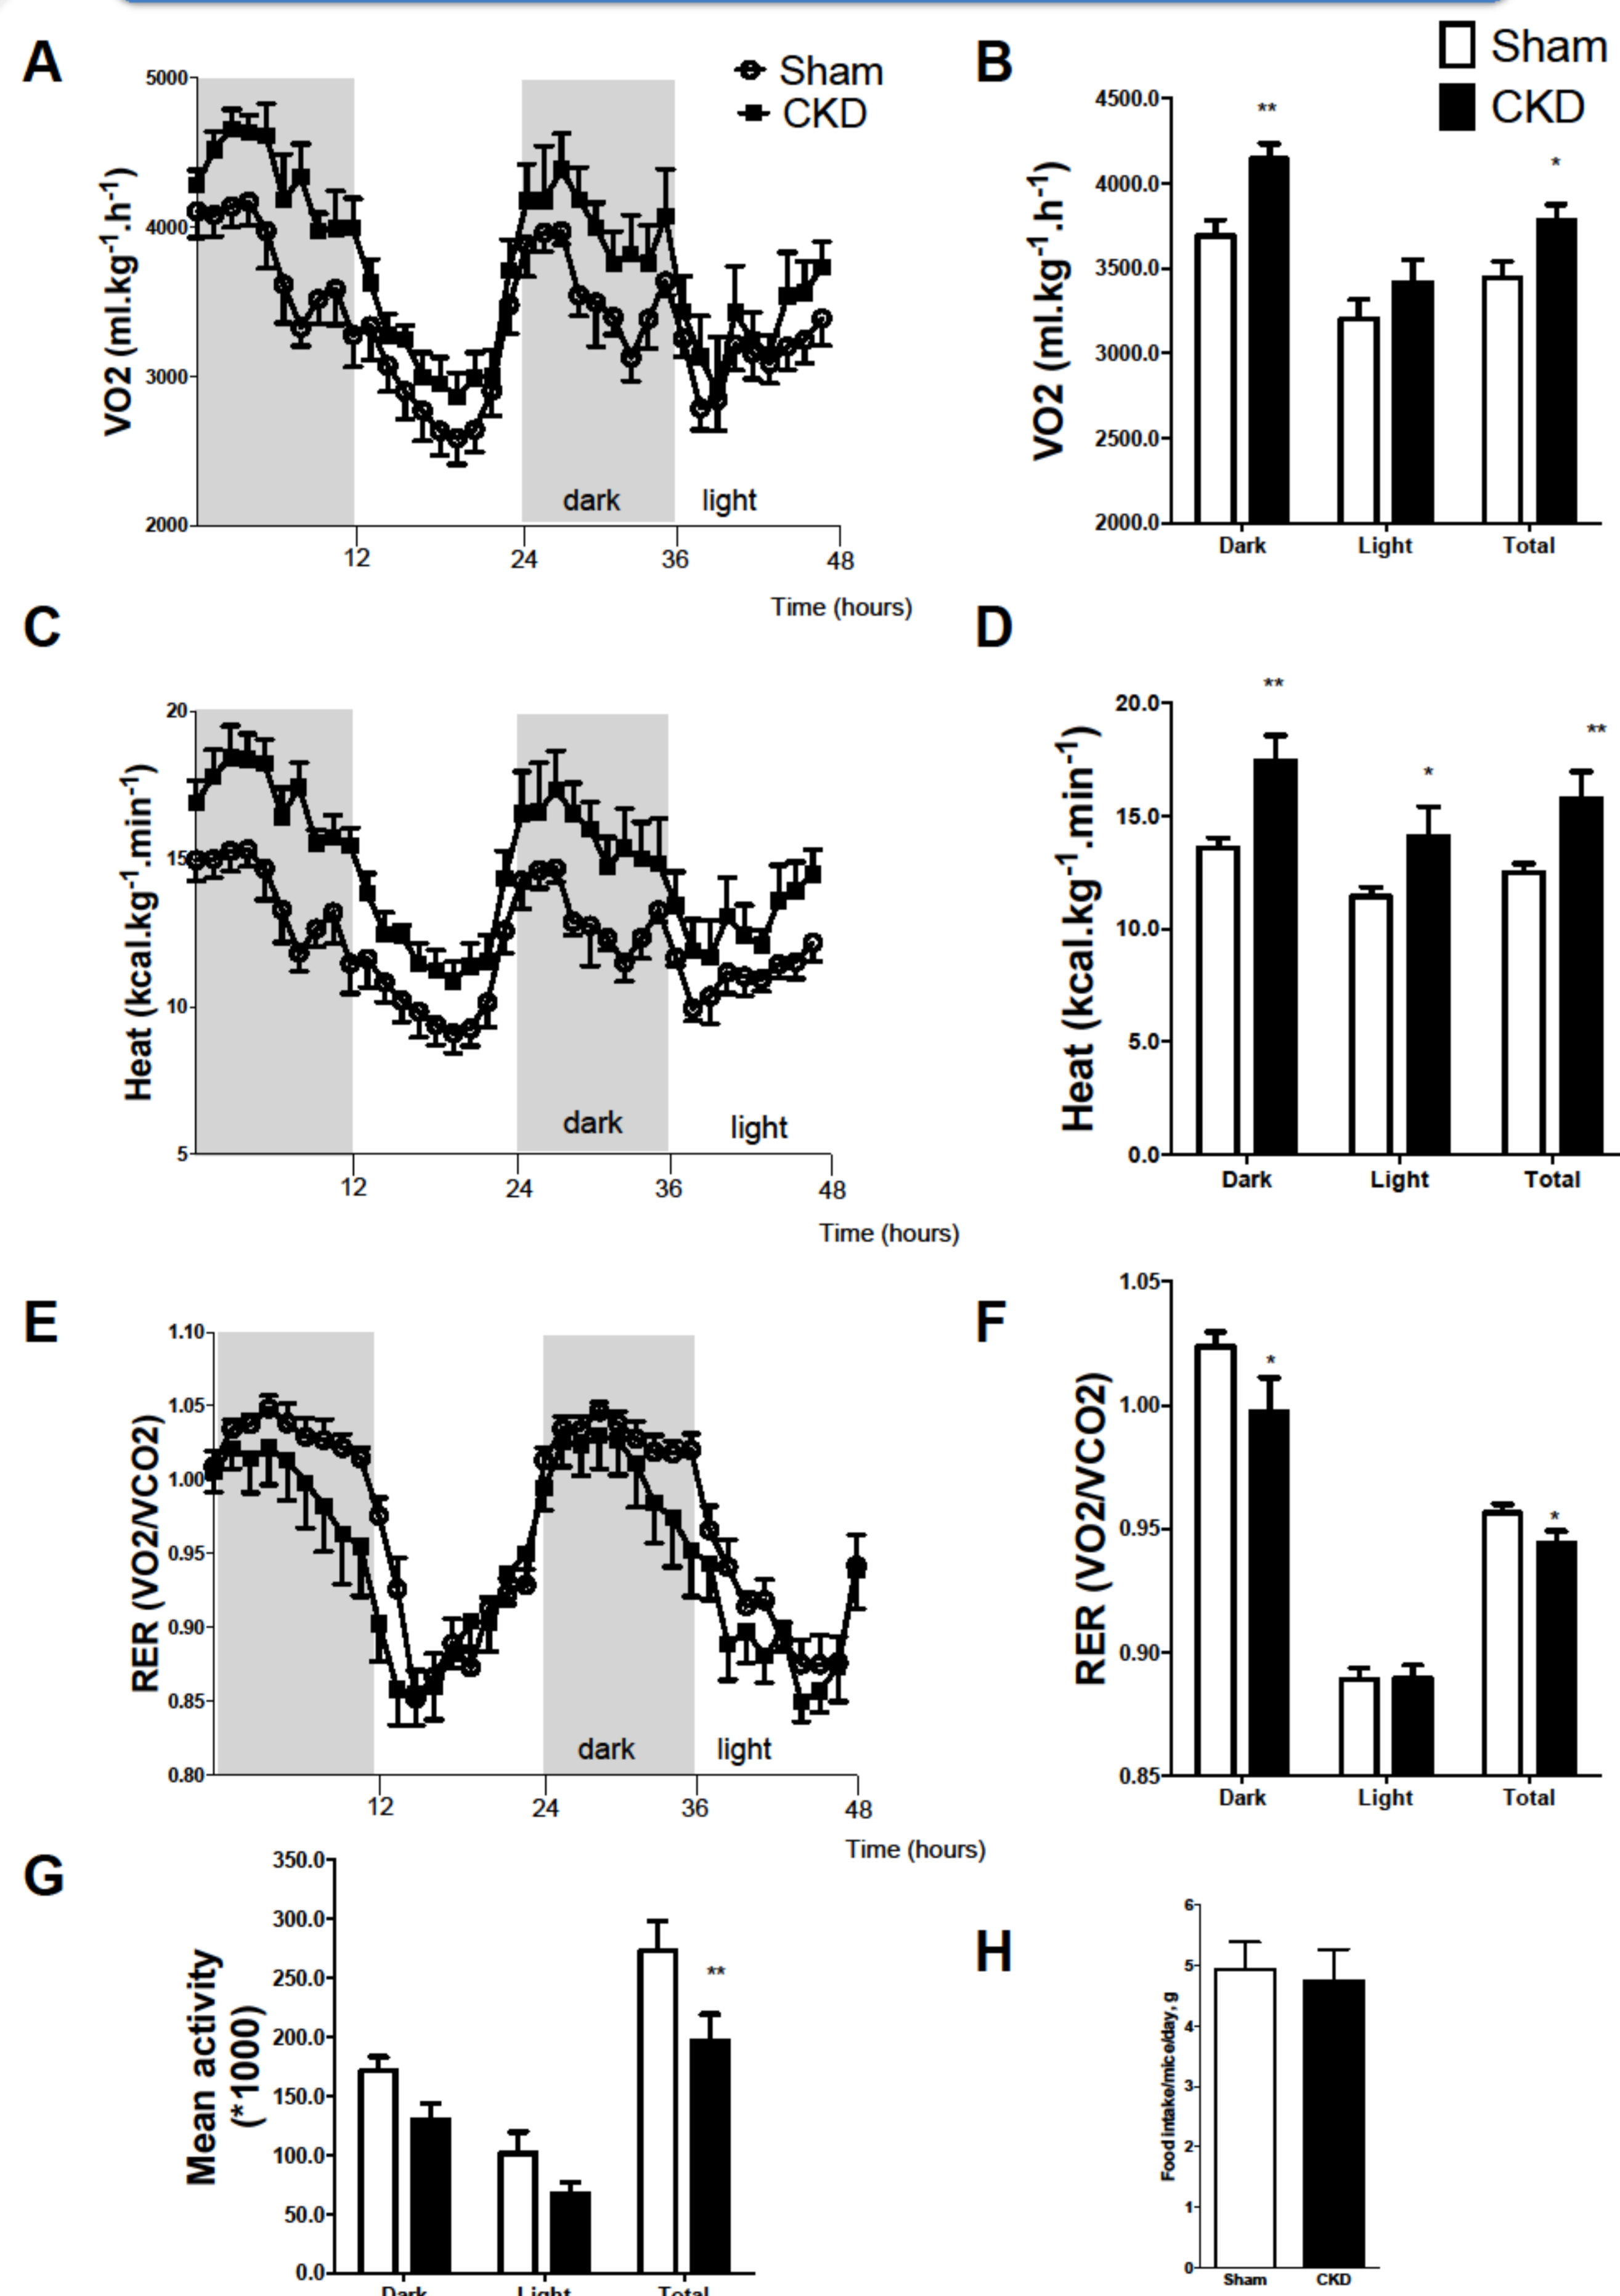 A
5000
4000
3000
2000
VO2 (ml.kg⁻¹.h⁻¹)
Sham
CKD
dark
light
12
24
36
48
Time (hours)
B
Sham
CKD
4500.0
4000.0
3500.0
3000.0
2500.0
2000.0
VO2 (ml.kg⁻¹.h⁻¹)
**
*
Dark
Light
Total
C
20
15
10
5
Heat (kcal.kg⁻¹.min⁻¹)
dark
light
12
24
36
48
Time (hours)
D
20.0
15.0
10.0
5.0
0.0
Heat (kcal.kg⁻¹.min⁻¹)
**
*
**
Dark
Light
Total
E
1.10
1.05
1.00
0.95
0.90
0.85
0.80
RER (VO2/VCO2)
dark
light
12
24
36
48
Time (hours)
F
1.05
1.00
0.95
0.90
0.85
RER (VO2/VCO2)
*
*
Dark
Light
Total
G
350.0
300.0
250.0
200.0
150.0
100.0
50.0
0.0
Mean activity
(*1000)
**
Dark
Light
Total
H
6
5
4
3
2
1
0
Food intake/mice/day, g
Sham
CKD